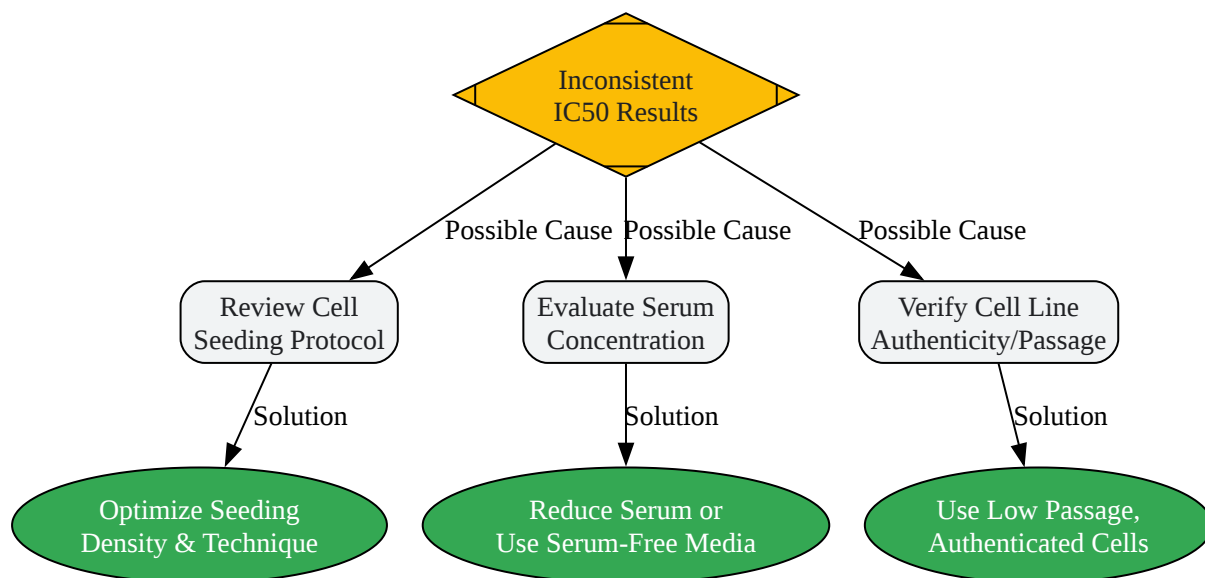 Inconsistent
IC50 Results
Possible Cause
Possible Cause
Possible Cause
Review Cell
Seeding Protocol
Evaluate Serum
Concentration
Verify Cell Line
Authenticity/Passage
Solution
Solution
Solution
Optimize Seeding
Density & Technique
Reduce Serum or
Use Serum-Free Media
Use Low Passage,
Authenticated Cells